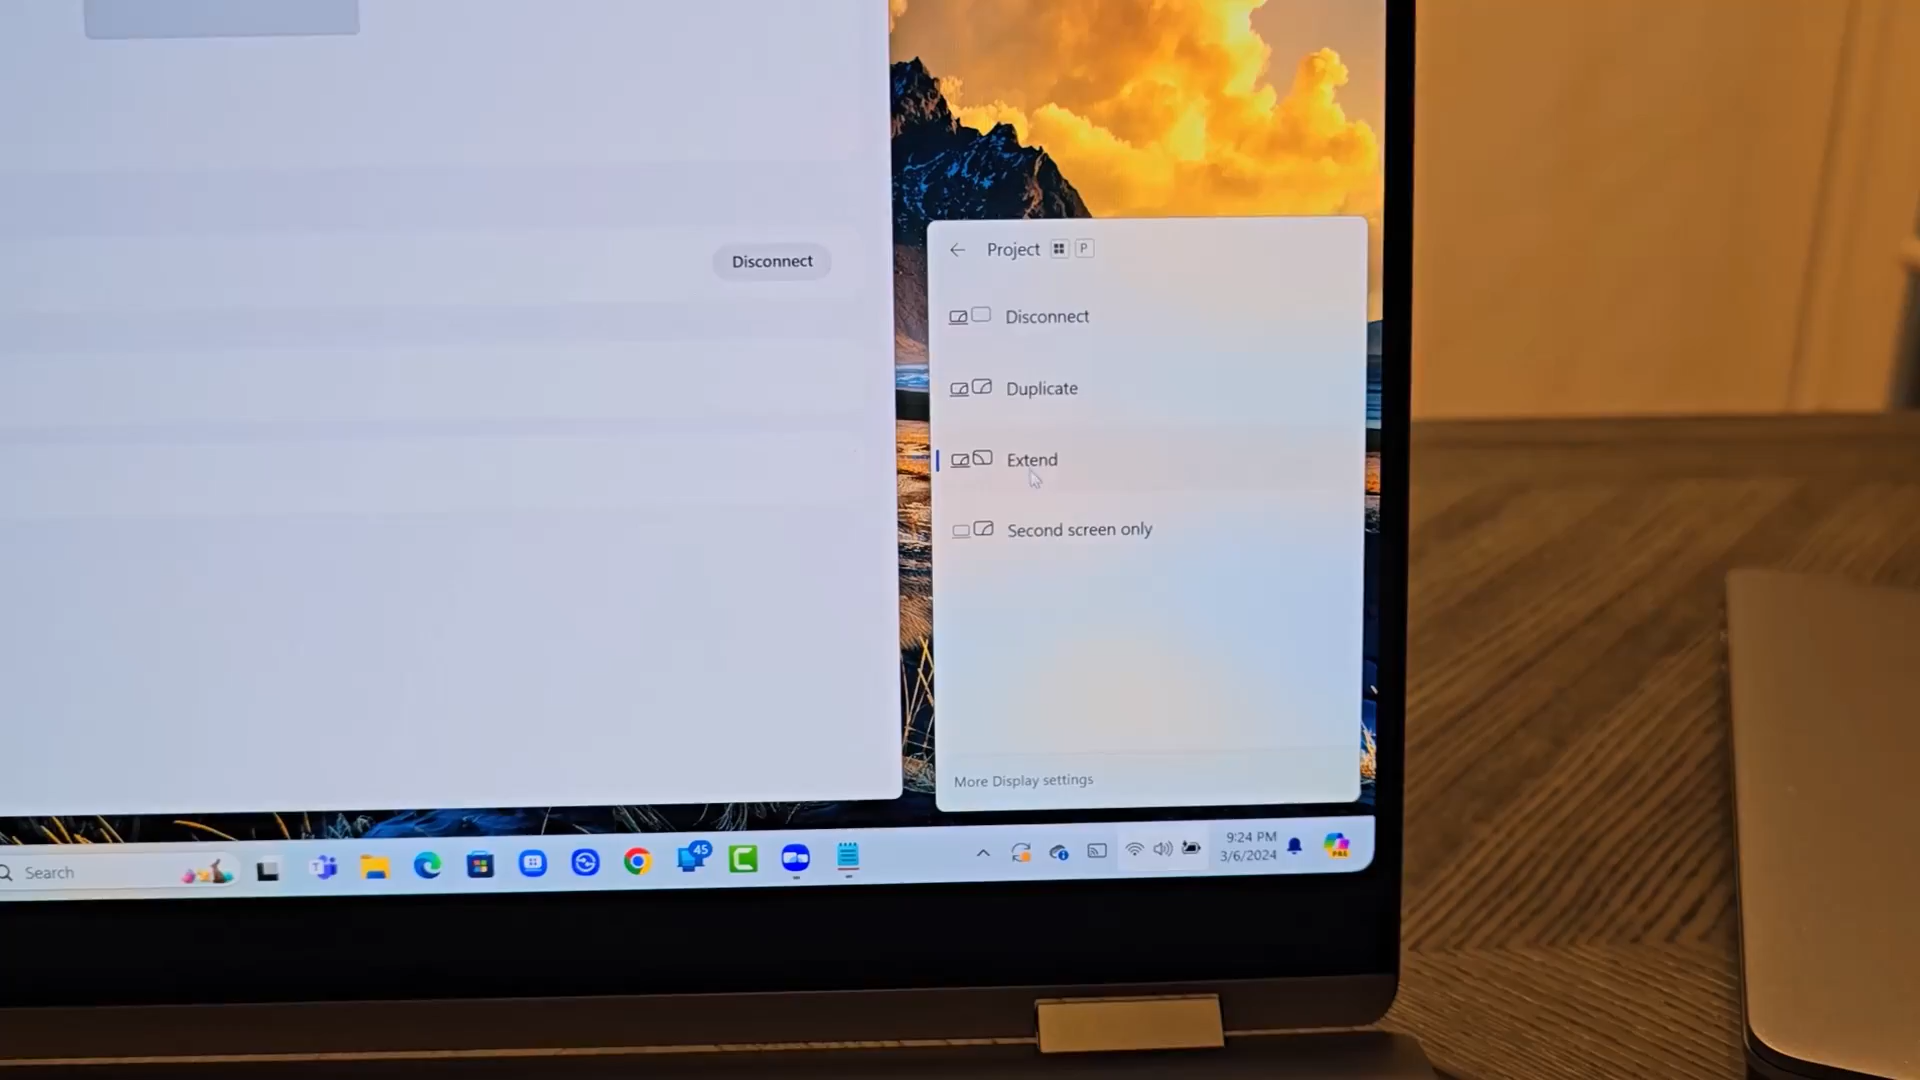 Disconnect
Project P
Disconnect
Duplicate
Extend
Second screen only
More Display settings
Search
45
9:24 PM
3/6/2024
PRE